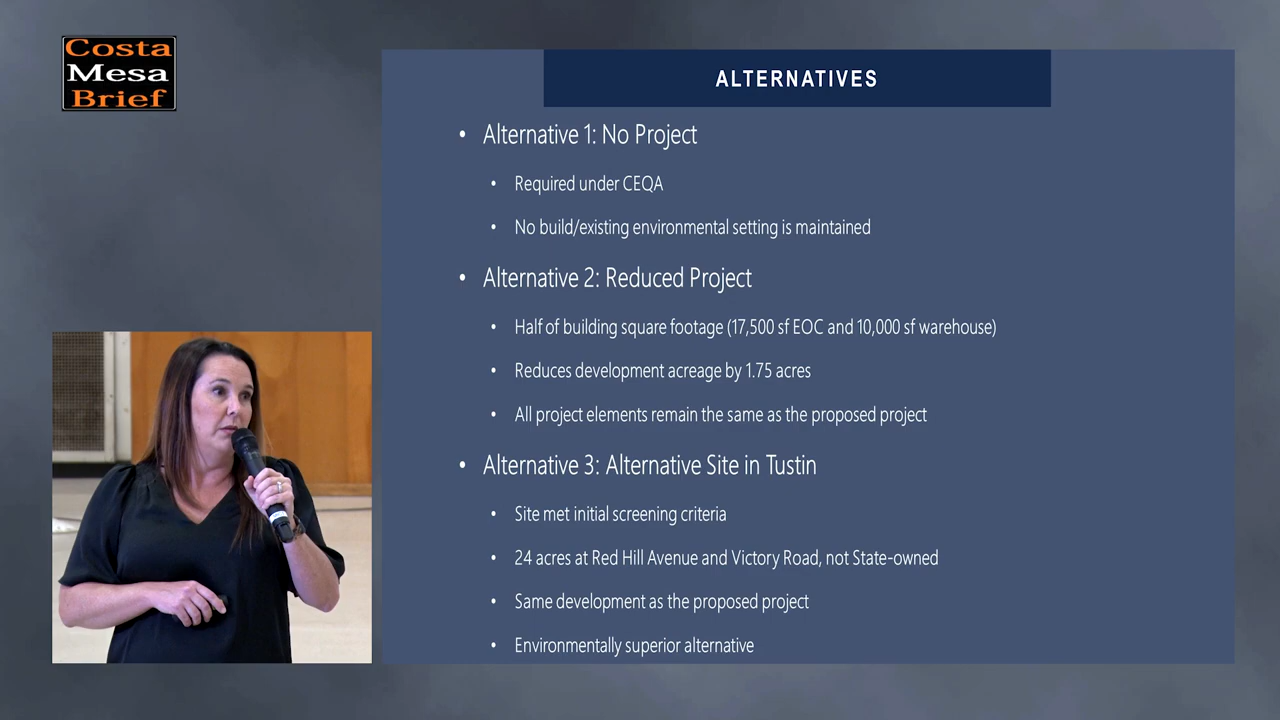 Costa
Mesa
Brief
ALTERNATIVES
• Alternative 1: No Project
• Required under CEQA
• No build/existing environmental setting is maintained
• Alternative 2: Reduced Project
• Half of building square footage (17,500 sf EOC and 10,000 sf warehouse)
• Reduces development acreage by 1.75 acres
• All project elements remain the same as the proposed project
• Alternative 3: Alternative Site in Tustin
• Site met initial screening criteria
• 24 acres at Red Hill Avenue and Victory Road, not State-owned
• Same development as the proposed project
• Environmentally superior alternative